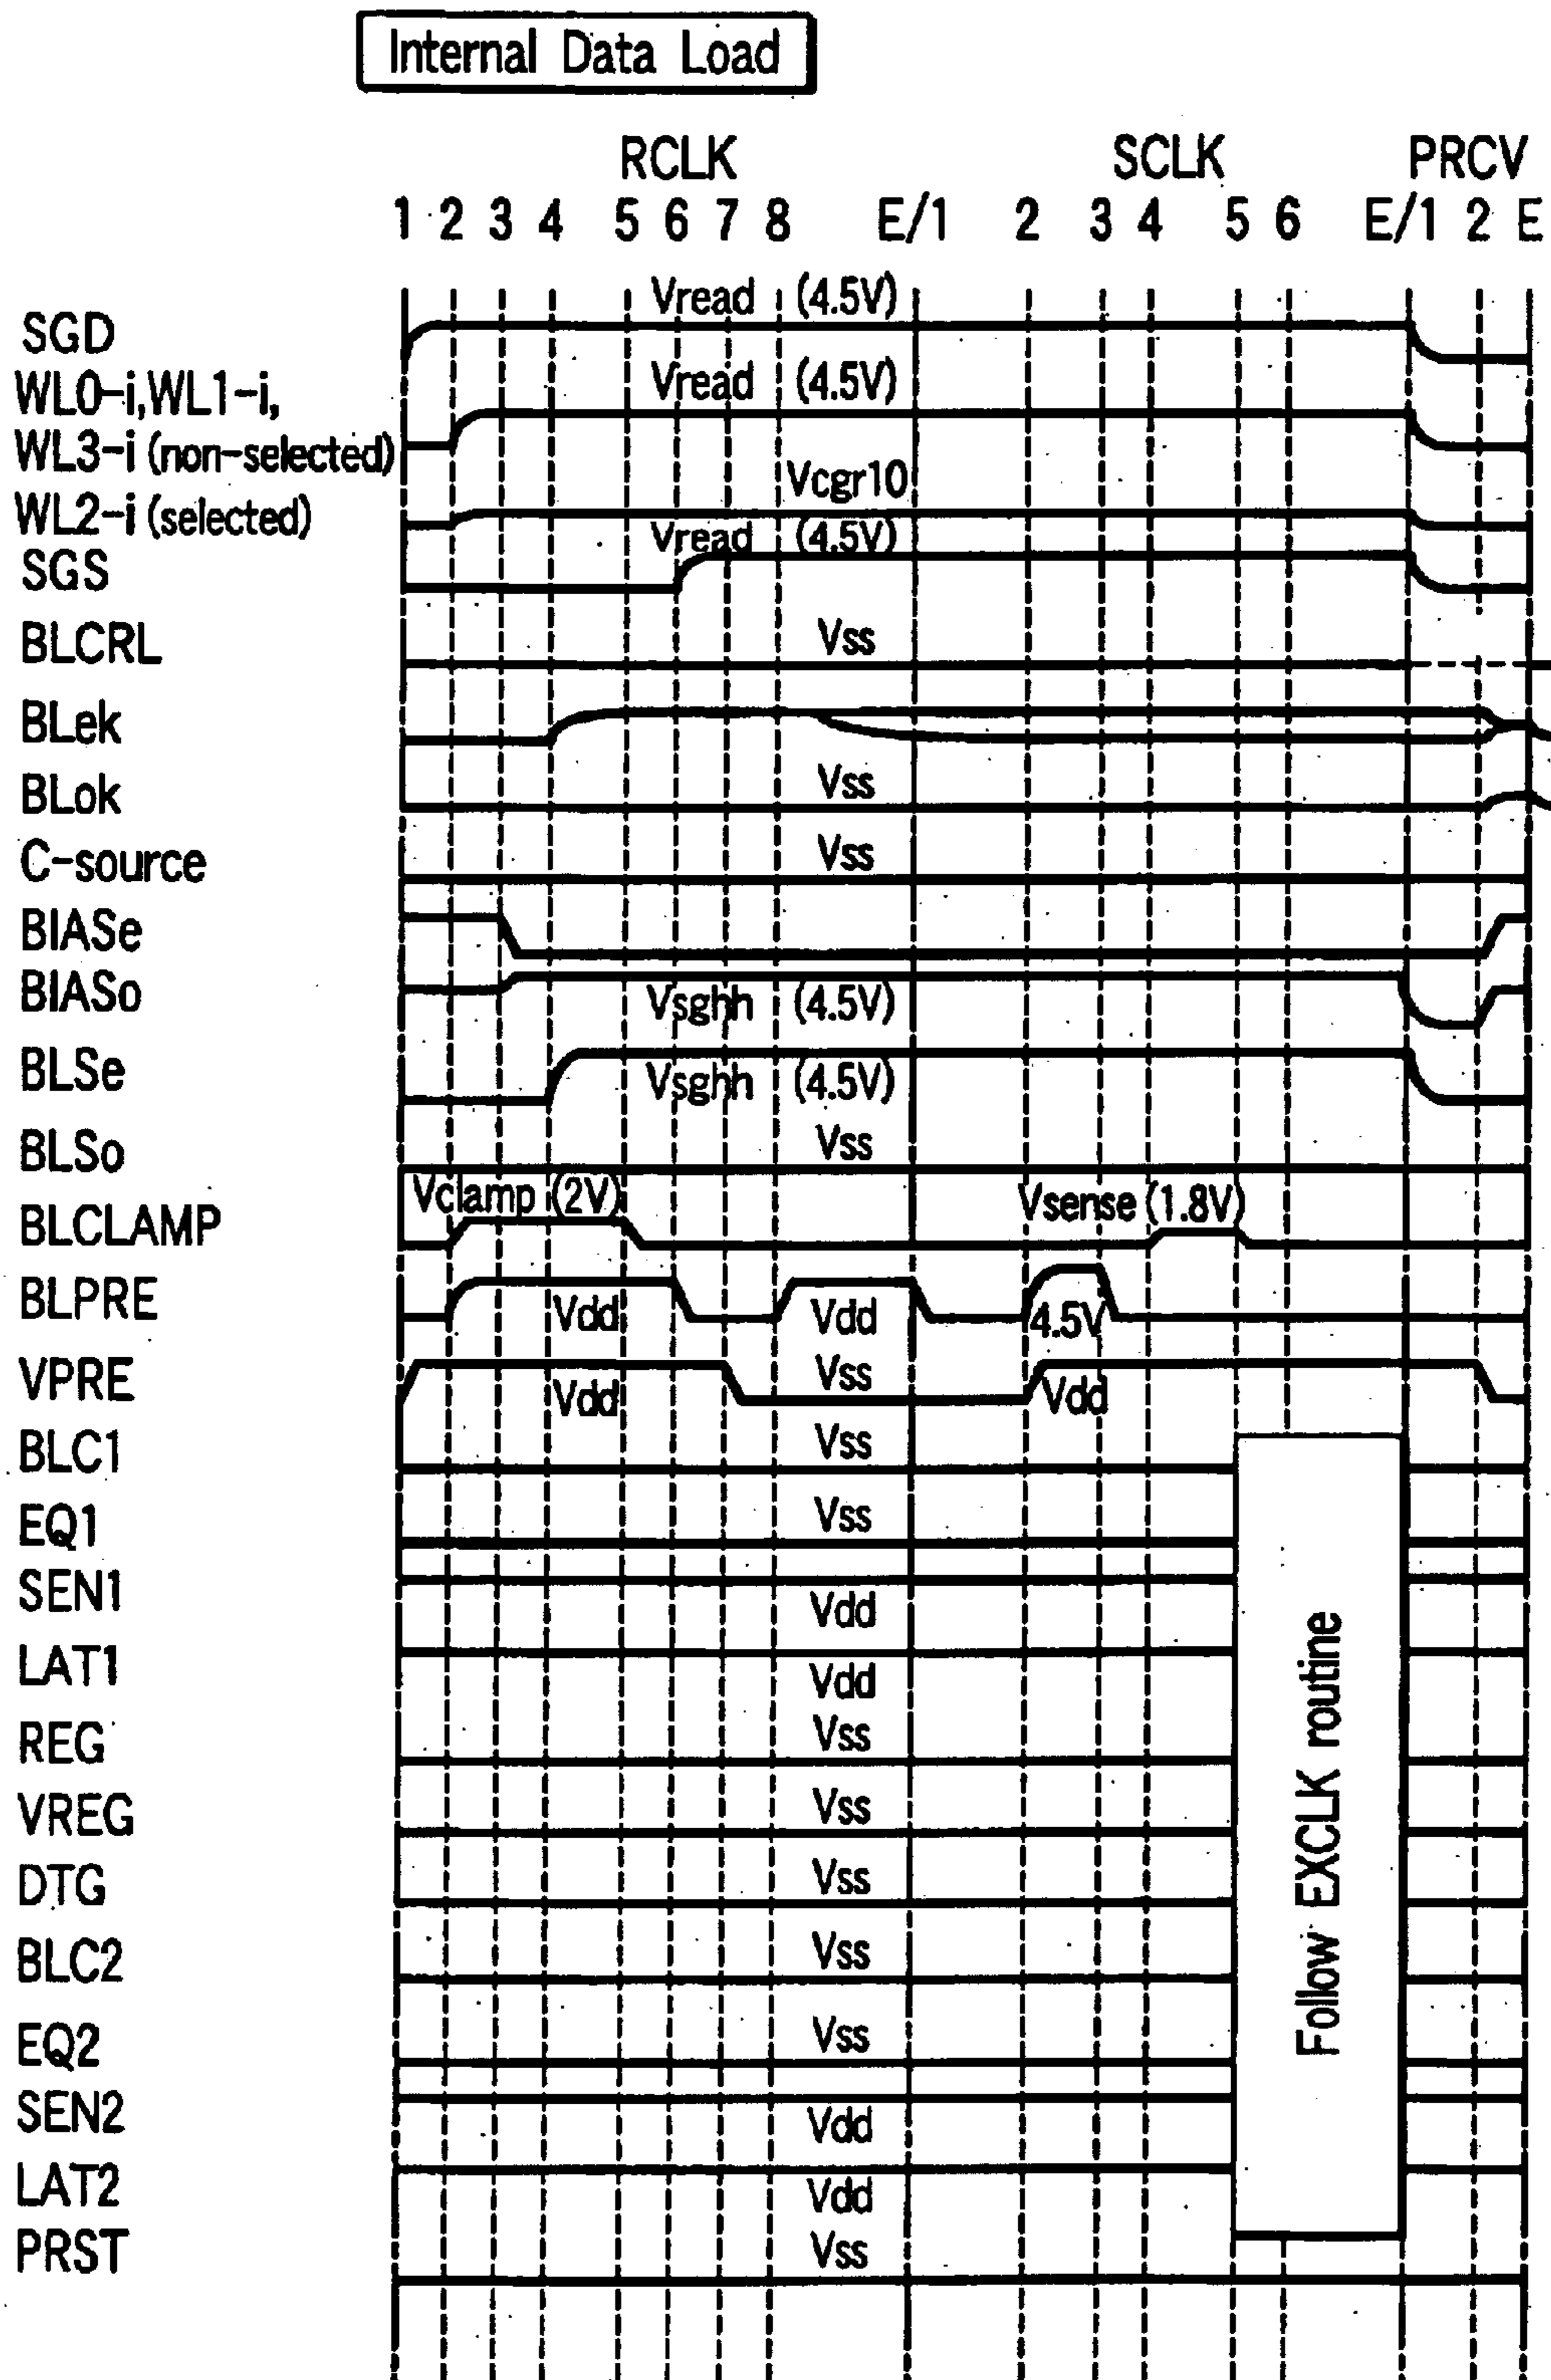 Internal Data Load
RCLK SCLK PRCV
1 2 3 4 5 6 7 8 E/1 2 3 4 5 6 E/1 2 E
SGD Vread (4.5V)
WL0-i,WL1-i,
WL3-i (non-selected) Vread (4.5V)
WL2-i (selected) Vcgr10
SGS Vread (4.5V)
BLCRL Vss
BLek
BLok Vss
C-source Vss
BIASe
BIASo Vsghh (4.5V)
BLSe Vsghh (4.5V)
BLSo Vss
BLCLAMP Vclamp (2V) Vsense (1.8V)
BLPRE Vdd Vdd 4.5V
VPRE Vdd Vss Vdd
BLC1 Vss
EQ1 Vss
SEN1 Vdd
LAT1 Vdd
REG Vss
VREG Vss
DTG Vss
BLC2 Vss
EQ2 Vss
SEN2 Vdd
LAT2 Vdd
PRST Vss
Follow EXCLK routine